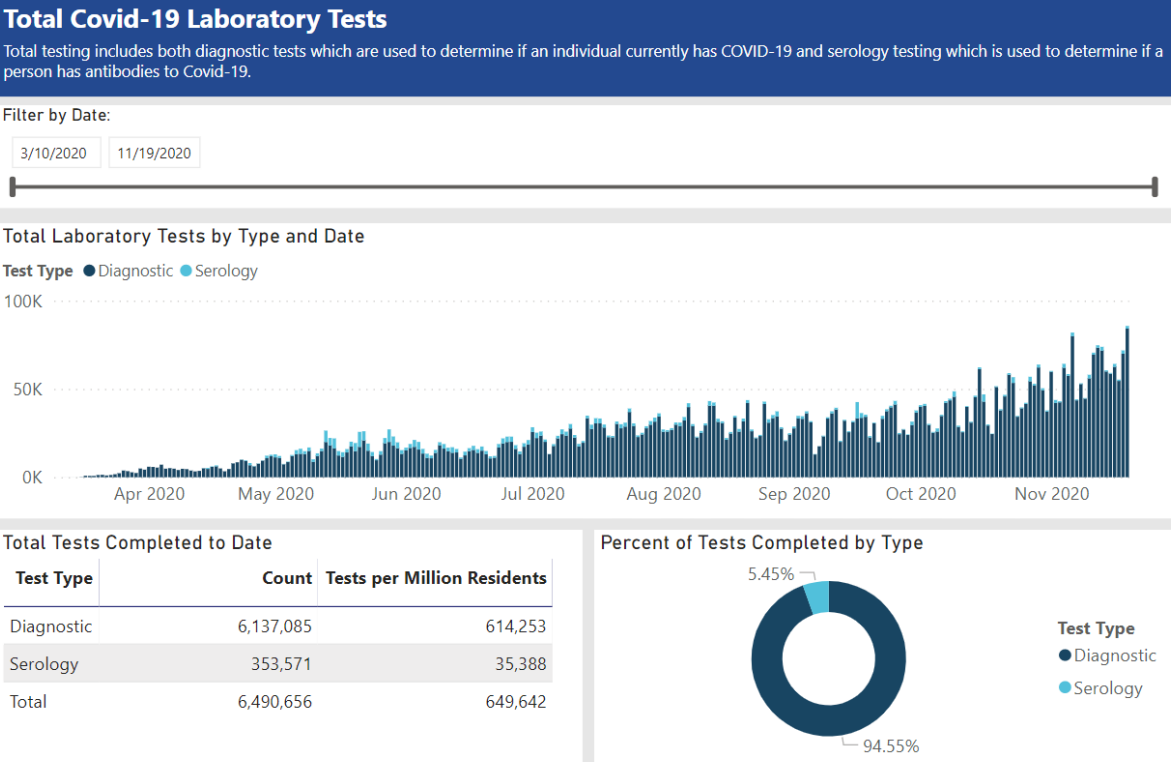 Total Covid-19 Laboratory Tests
Total testing includes both diagnostic tests which are used to determine if an individual currently has COVID-19 and serology testing which is used to determine if a
person has antibodies to Covid-19.
Filter by Date:
3/10/2020 11/19/2020
Total Laboratory Tests by Type and Date
Test Type Diagnostic Serology
100K
50K
0K
Apr 2020 May 2020 Jun 2020 Jul 2020 Aug 2020 Sep 2020 Oct 2020 Nov 2020
Total Tests Completed to Date
Test Type Count Tests per Million Residents
Diagnostic 6,137,085 614,253
Serology 353,571 35,388
Total 6,490,656 649,642
Percent of Tests Completed by Type
5.45%
94.55%
Test Type
Diagnostic
Serology